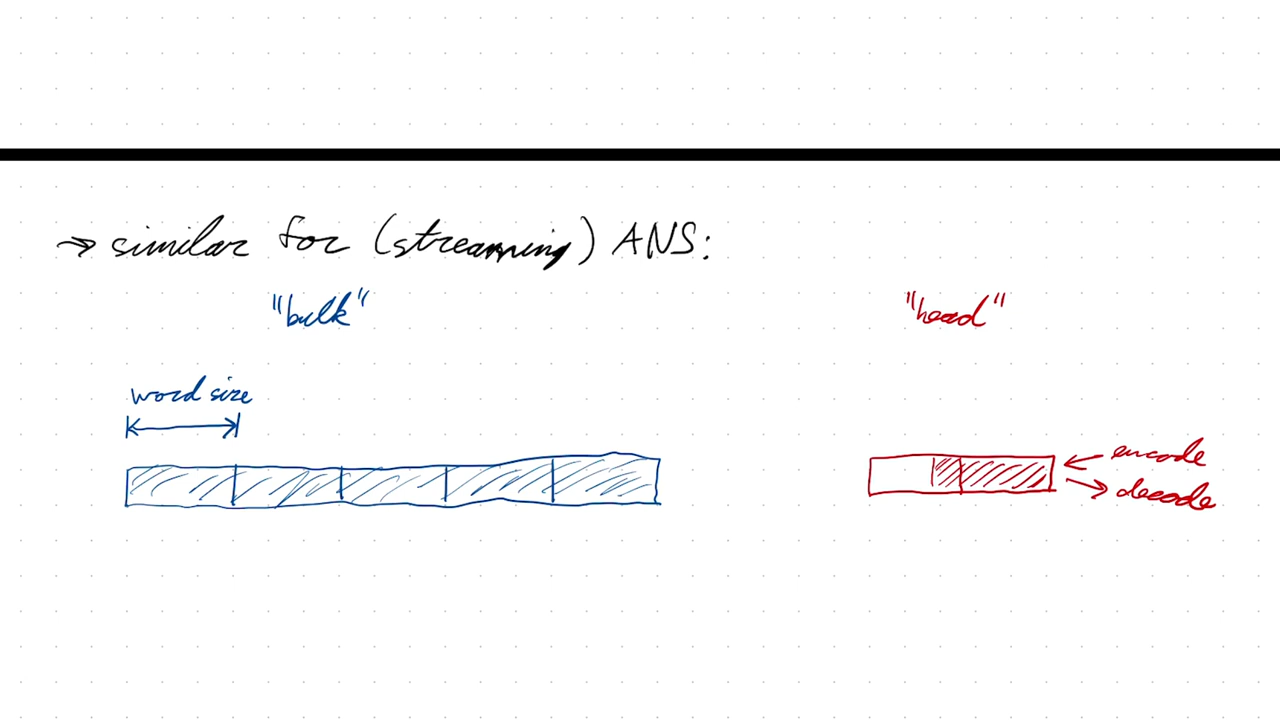 → similar for (streaming) ANS:
"bulk" "head"
word size
encode
decode